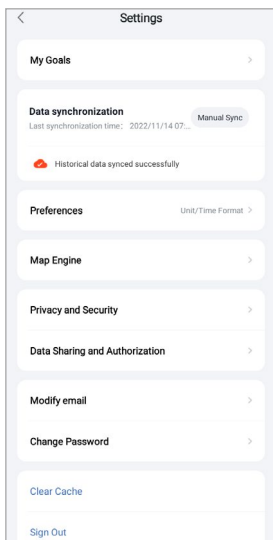 Settings
My Goals
Data synchronization
Last synchronization time： 2022/11/14 07:...
Manual Sync
Historical data synced successfully
Preferences
Unit/Time Format
Map Engine
Privacy and Security
Data Sharing and Authorization
Modify email
Change Password
Clear Cache
Sign Out